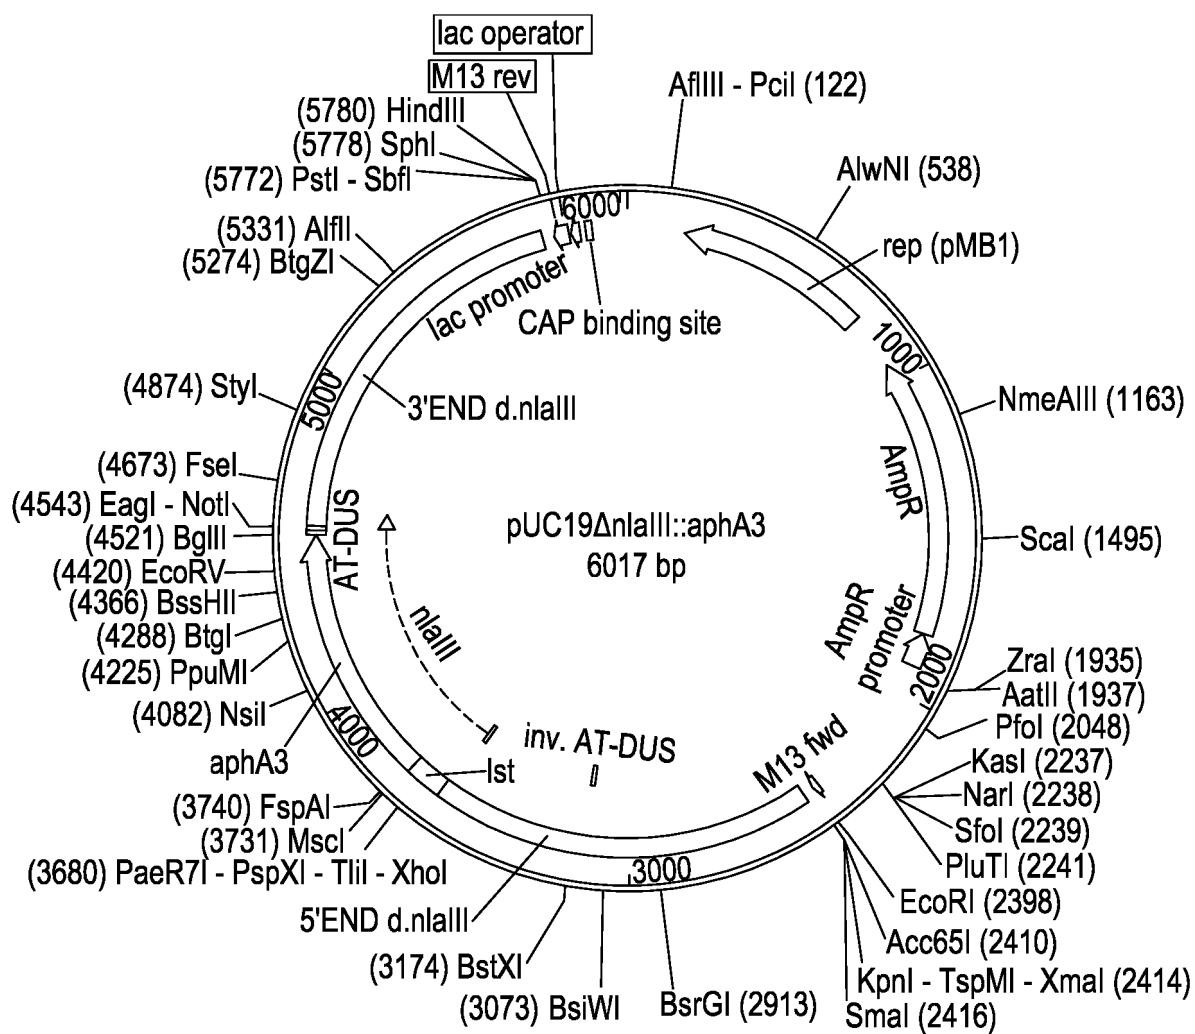 lac operator
M13 rev
(5780) HindIII
(5778) SphI
(5772) PstI - SbfI
(5331) AlfII
(5274) BtgZI
(4874) StyI
(4673) FseI
(4543) EagI - NotI
(4521) BglII
(4420) EcoRV
(4366) BssHII
(4288) BtgI
(4225) PpuMI
(4082) NsiI
aphA3
(3740) FspAI
(3731) MscI
(3680) PaeR7I - PspXI - TliI - XhoI
5'END d.nlaIII
(3174) BstXI
(3073) BsiWI
BsrGI (2913)
SmaI (2416)
KpnI - TspMI - XmaI (2414)
Acc65I (2410)
EcoRI (2398)
PluTI (2241)
SfoI (2239)
NarI (2238)
KasI (2237)
PfoI (2048)
AatII (1937)
ZraI (1935)
ScaI (1495)
NmeAIII (1163)
rep (pMB1)
AlwNI (538)
AflIII - PciI (122)
6000
1000
2000
3000
4000
5000
lac promoter
CAP binding site
3'END d.nlaIII
AmpR
AmpR
promoter
pUC19ΔnlaIII::aphA3
6017 bp
AT-DUS
nlaIII
inv. AT-DUS
M13 fwd
lst